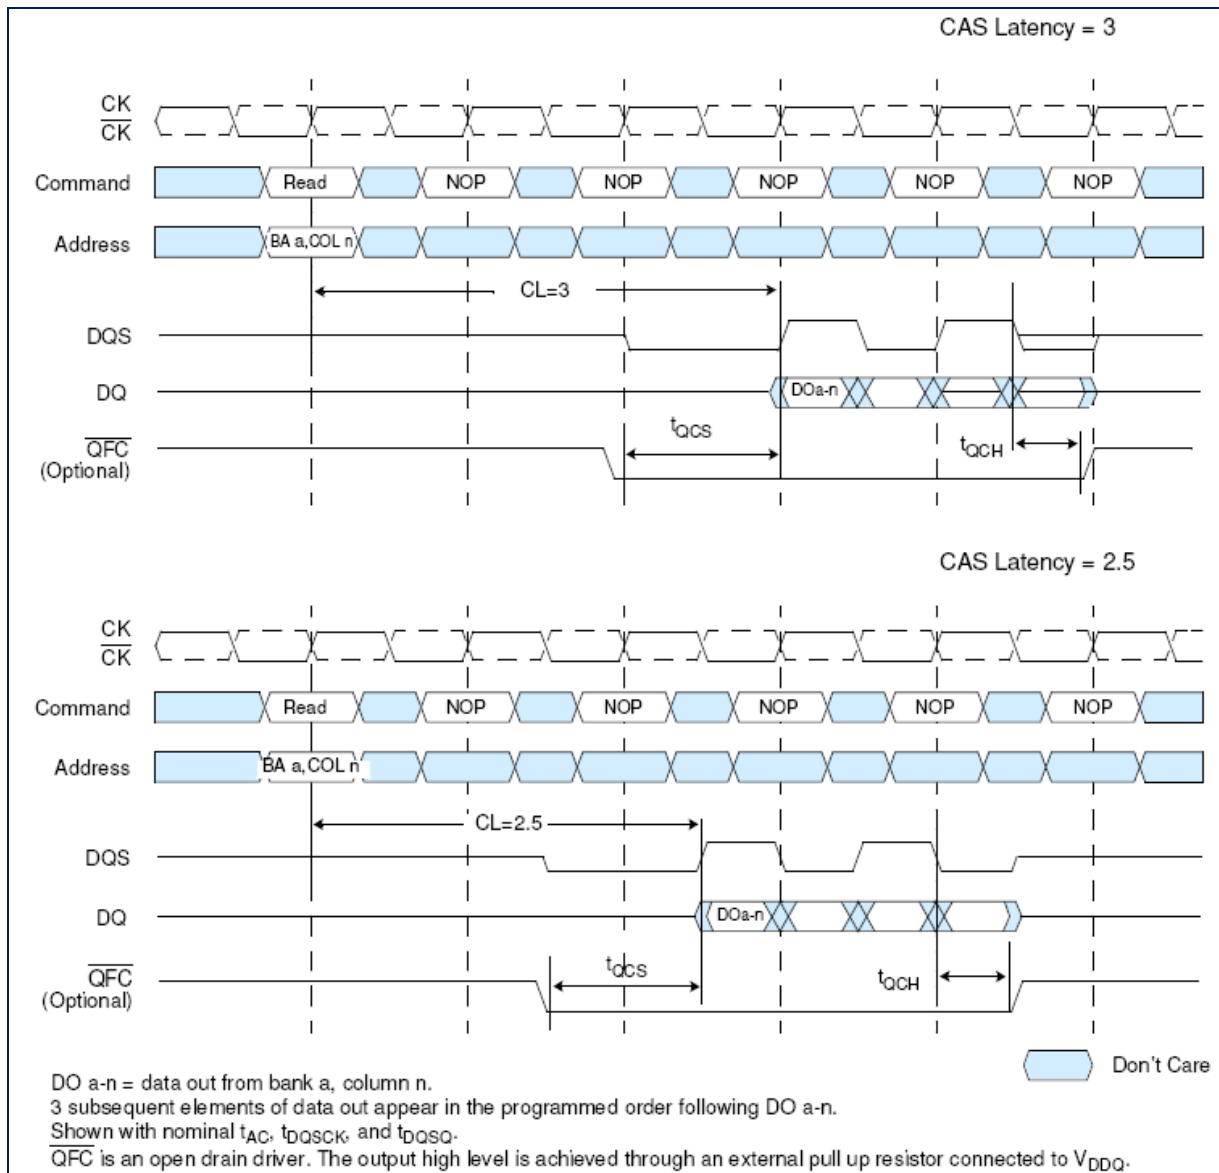 CAS Latency = 3
CK
CK
Command Read NOP NOP NOP NOP NOP
Address BA a,COL n
CL=3
DQS
DQ DOa-n
QFC
(Optional)
tQCS
tQCH
CAS Latency = 2.5
CK
CK
Command Read NOP NOP NOP NOP NOP
Address BA a,COL n
CL=2.5
DQS
DQ DOa-n
QFC
(Optional)
tQCS
tQCH
Don't Care
DO a-n = data out from bank a, column n.
3 subsequent elements of data out appear in the programmed order following DO a-n.
Shown with nominal tAC, tDQSCK, and tDQSQ.
QFC is an open drain driver. The output high level is achieved through an external pull up resistor connected to VDDQ.